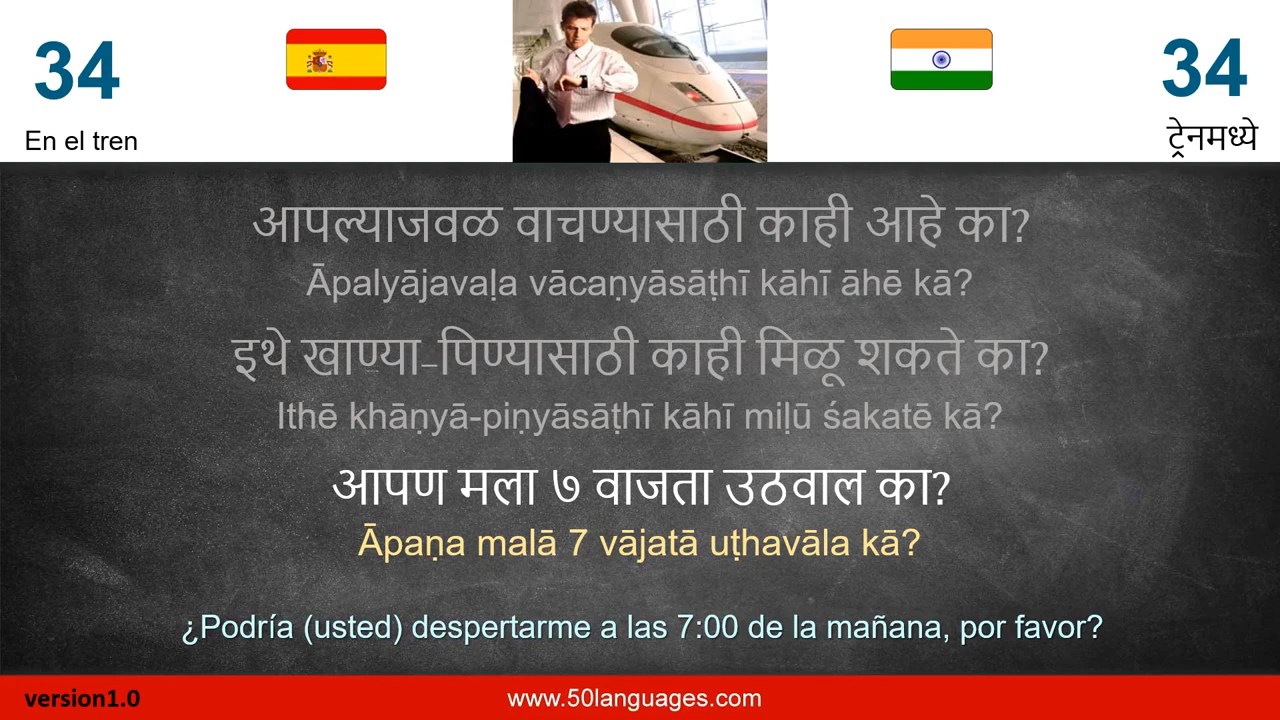 34
34
En el tren
ट्रेनमध्ये
आपल्याजवळ वाचण्यासाठी काही आहे का?
Āpalyājavaḷa vācaṇyāsāṭhī kāhī āhē kā?
इथे खाण्या-पिण्यासाठी काही मिळू शकते का?
Ithē khāṇyā-piṇyāsāṭhī kāhī miḷū śakatē kā?
आपण मला ७ वाजता उठवाल का?
Āpaṇa malā 7 vājatā uṭhavāla kā?
¿Podría (usted) despertarme a las 7:00 de la mañana, por favor?
version1.0
www.50languages.com